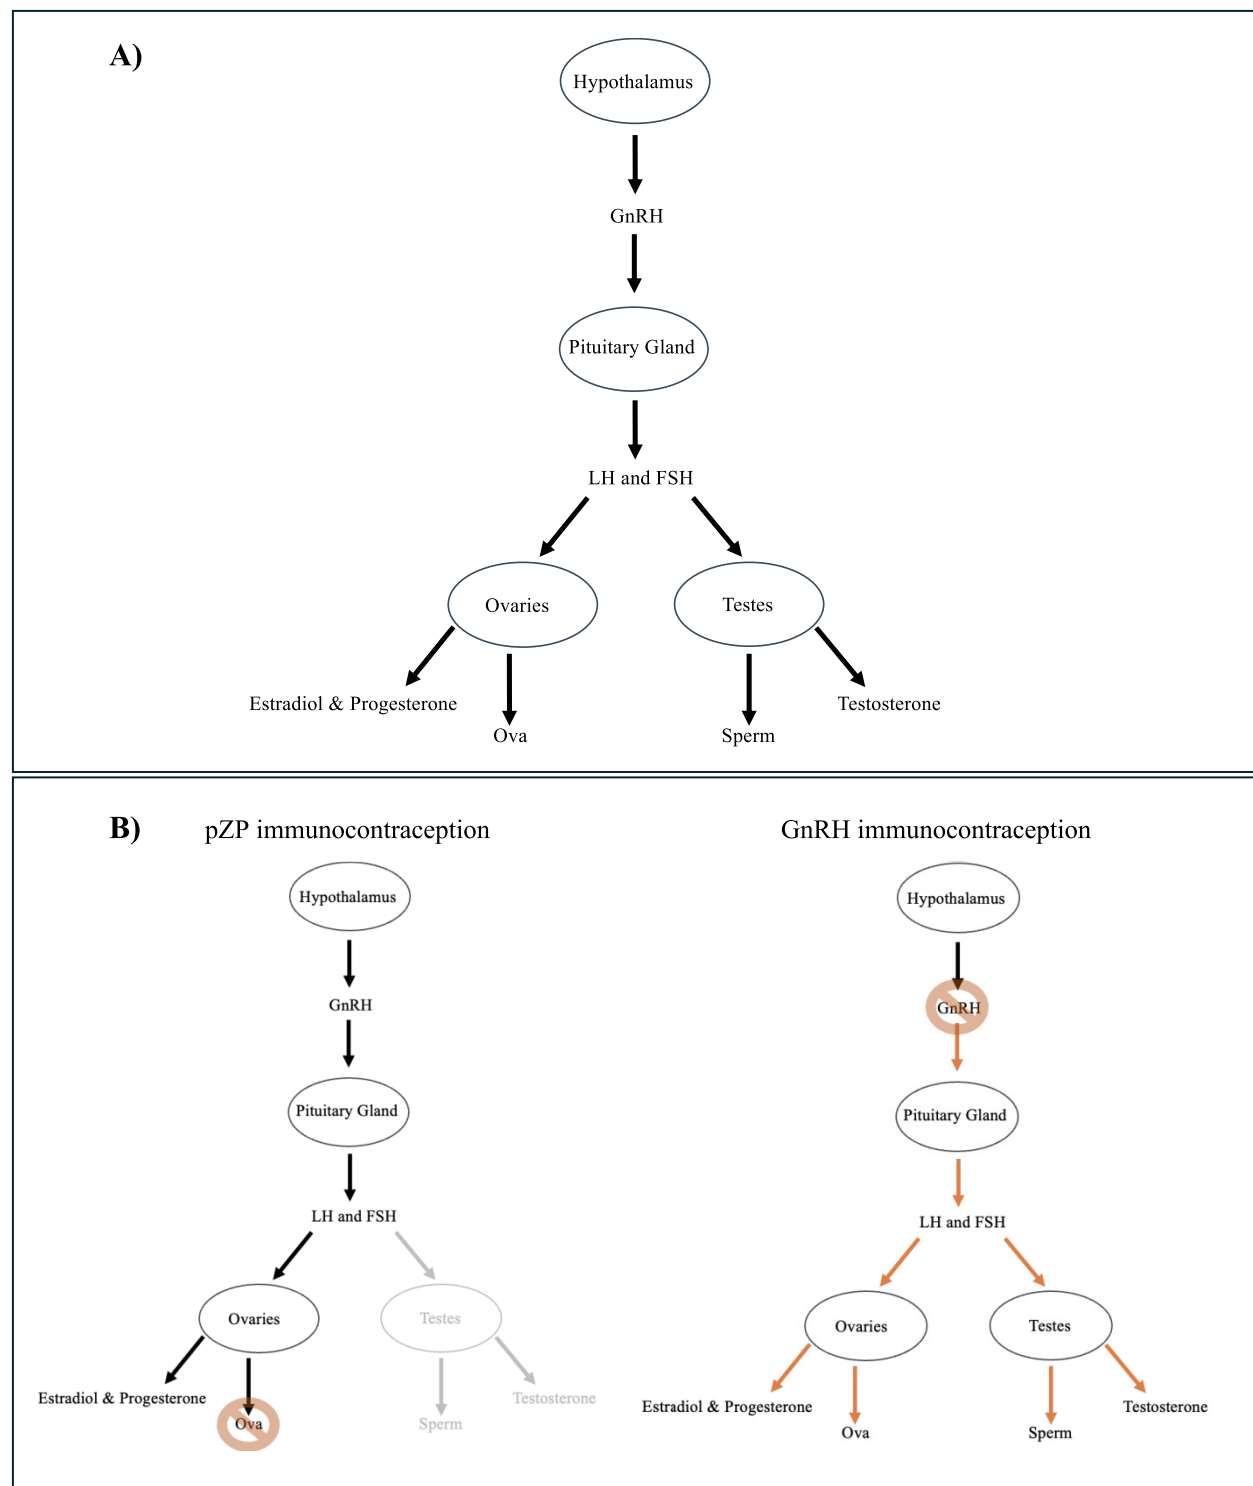 A)
Hypothalamus
GnRH
Pituitary Gland
LH and FSH
Ovaries
Testes
Estradiol & Progesterone
Testosterone
Ova
Sperm
B)
pZP immunocontraception
Hypothalamus
GnRH
Pituitary Gland
LH and FSH
Ovaries
Testes
Estradiol & Progesterone
Testosterone
Ova
Sperm
GnRH immunocontraception
Hypothalamus
GnRH
Pituitary Gland
LH and FSH
Ovaries
Testes
Estradiol & Progesterone
Testosterone
Ova
Sperm